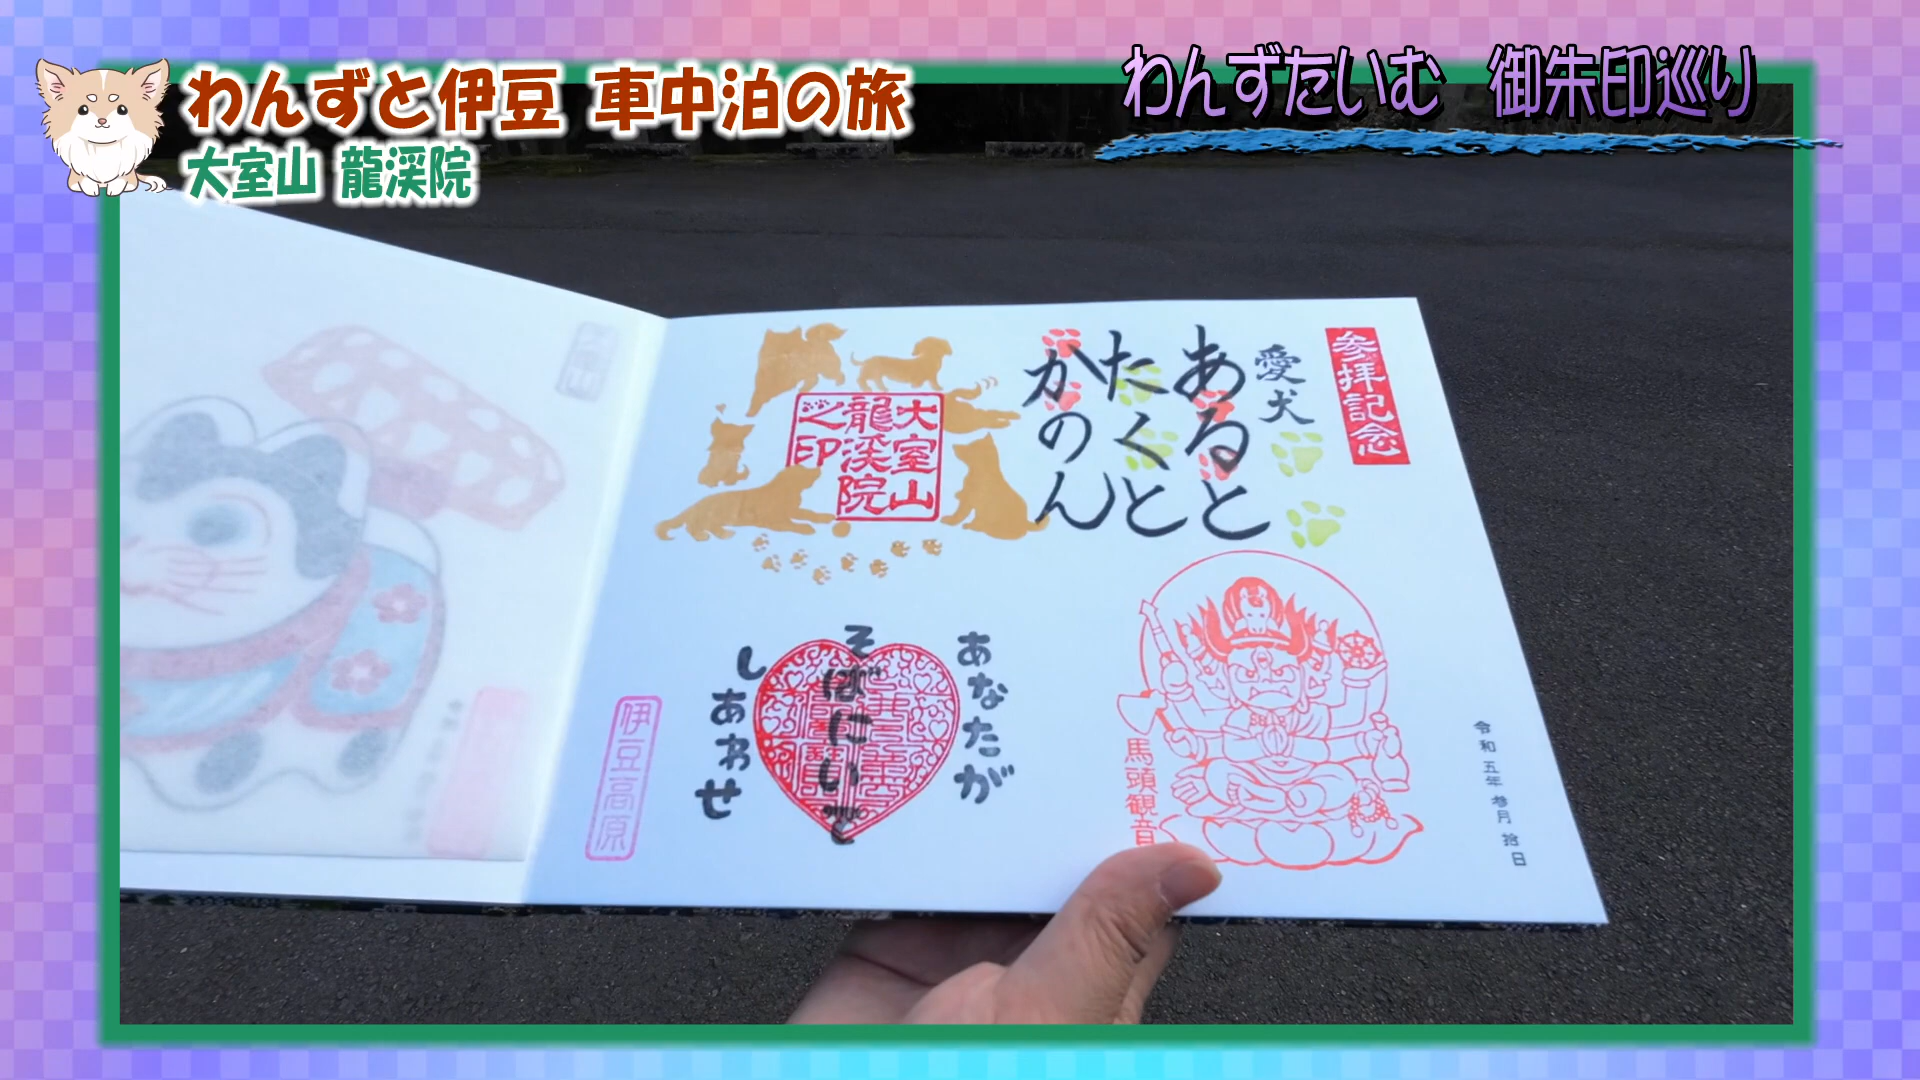 わんずと伊豆 車中泊の旅
大室山 龍渓院
わんずたいむ 御朱印巡り
参拝記念
愛犬
あると
たくと
かのん
大室山
龍渓院
之印
馬頭観音
令和五年 参月 拾日
あなたが
そばにいて
しあわせ
伊豆高原